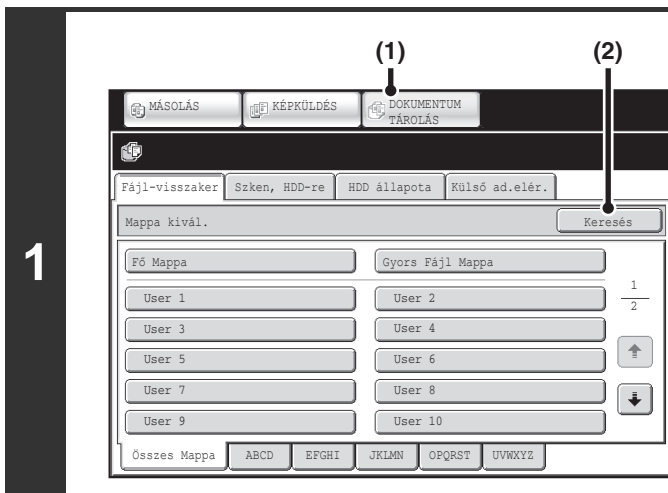 1
(1) (2)
MÁSOLÁS
KÉPKÜLDÉS
DOKUMENTUM
TÁROLÁS
Fájl-visszaker
Szken, HDD-re
HDD állapota
Külső ad.elér.
Mappa kivál.
Keresés
Fő Mappa
Gyors Fájl Mappa
User 1
User 2
User 3
User 4
User 5
User 6
User 7
User 8
User 9
User 10
1
2
Összes Mappa
ABCD
EFGHI
JKLMN
OPQRST
UVWXYZ